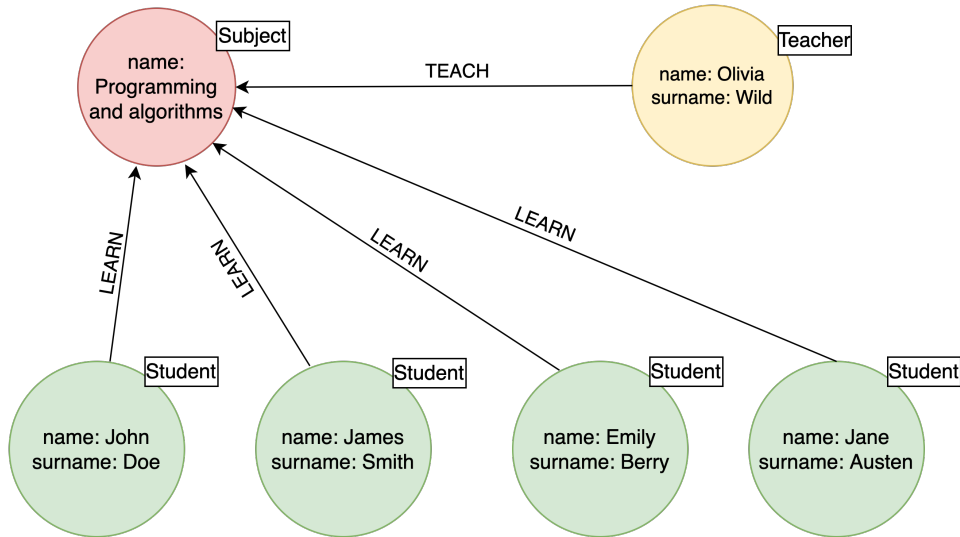 Subject
name:
Programming
and algorithms
TEACH
Teacher
name: Olivia
surname: Wild
LEARN
LEARN
LEARN
LEARN
Student
name: John
surname: Doe
Student
name: James
surname: Smith
Student
name: Emily
surname: Berry
Student
name: Jane
surname: Austen